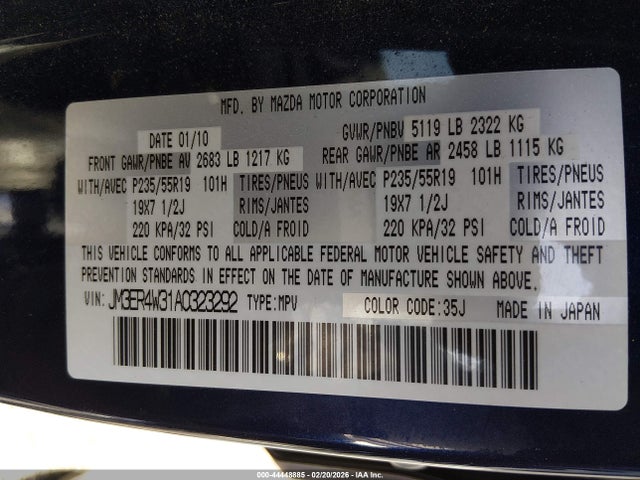 MFD. BY MAZDA MOTOR CORPORATION
DATE 01/10 GVWR/PNBV 5119 LB 2322 KG
FRONT GAWR/PNBE AV 2683 LB 1217 KG REAR GAWR/PNBE AR 2458 LB 1115 KG
WITH/AVEC P235/55R19 101H TIRES/PNEUS WITH/AVEC P235/55R19 101H TIRES/PNEUS
19X7 1/2J RIMS/JANTES 19X7 1/2J RIMS/JANTES
220 KPA/32 PSI COLD/A FROID 220 KPA/32 PSI COLD/A FROID
THIS VEHICLE CONFORMS TO ALL APPLICABLE FEDERAL MOTOR VEHICLE SAFETY AND THEFT
PREVENTION STANDARDS IN EFFECT ON THE DATE OF MANUFACTURE SHOWN ABOVE.
VIN: JM3ER4W31A0323292 TYPE:MPV COLOR CODE:35J MADE IN JAPAN
000-44448885 - 02/20/2026 - IAA Inc.